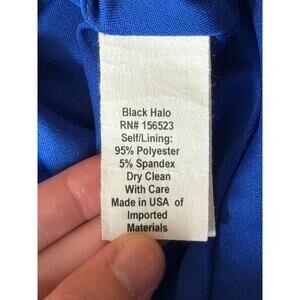 Black Halo
RN# 156523
Self/Lining:
95% Polyester
5% Spandex
Dry Clean
With Care
Made in USA of
Imported
Materials